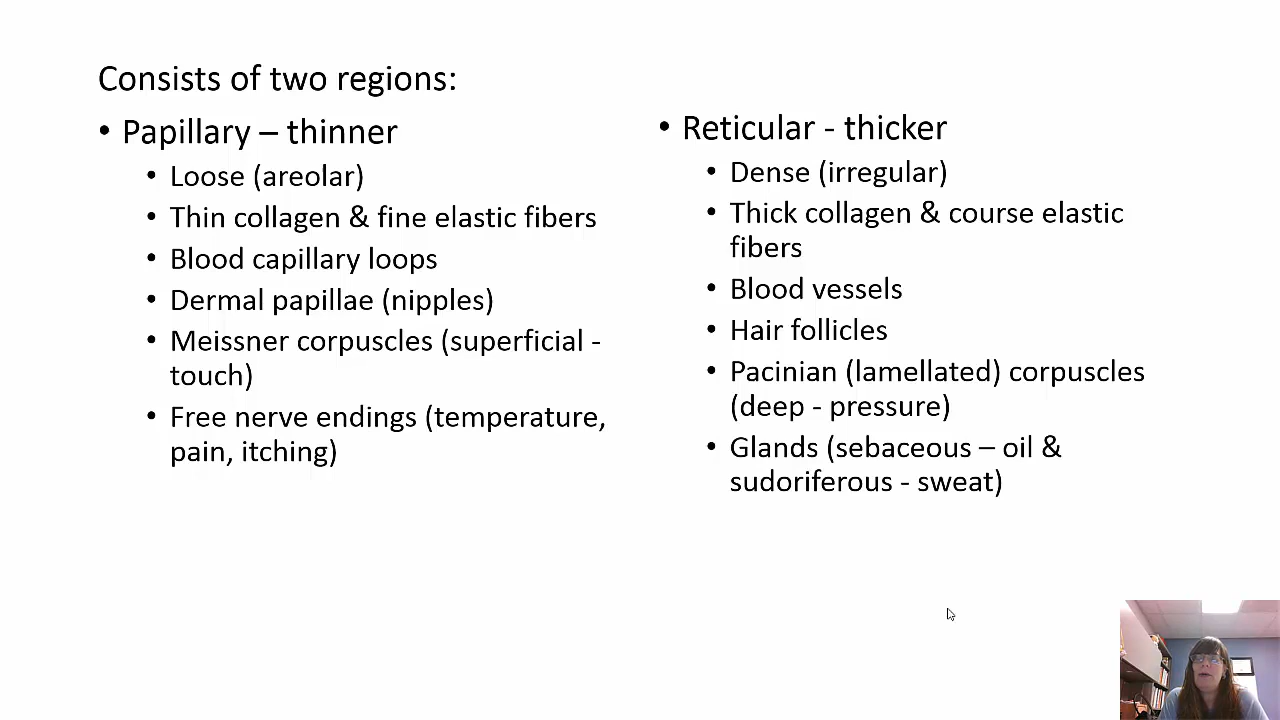 Consists of two regions:
• Papillary – thinner
• Loose (areolar)
• Thin collagen & fine elastic fibers
• Blood capillary loops
• Dermal papillae (nipples)
• Meissner corpuscles (superficial -
touch)
• Free nerve endings (temperature,
pain, itching)
• Reticular - thicker
• Dense (irregular)
• Thick collagen & course elastic
fibers
• Blood vessels
• Hair follicles
• Pacinian (lamellated) corpuscles
(deep - pressure)
• Glands (sebaceous – oil &
sudoriferous - sweat)